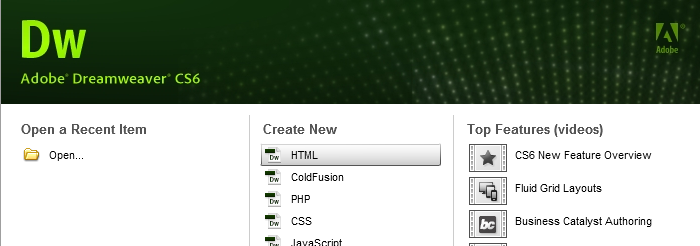 Dw
Adobe® Dreamweaver® CS6
Adobe
Open a Recent Item
Open...
Create New
HTML
ColdFusion
PHP
CSS
JavaScript
Top Features (videos)
CS6 New Feature Overview
Fluid Grid Layouts
Business Catalyst Authoring